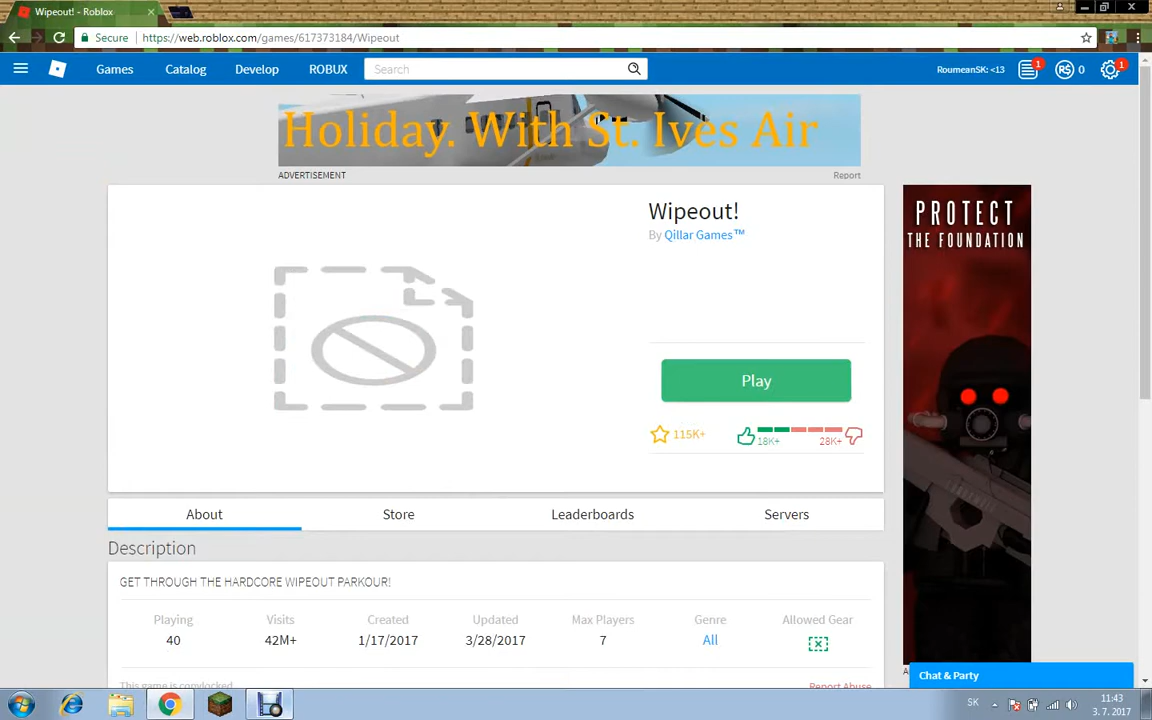 Wipeout! - Roblox
Secure
https://web.roblox.com/games/617373184/Wipeout
Games
Catalog
Develop
ROBUX
Search
RoumeanSK: <13
1
0
1
Holiday. With St. Ives Air
ADVERTISEMENT
Report
Wipeout!
By Qillar Games™
Play
115K+
18K+
28K+
PROTECT
THE FOUNDATION
About
Store
Leaderboards
Servers
Description
GET THROUGH THE HARDCORE WIPEOUT PARKOUR!
Playing
Visits
Created
Updated
Max Players
Genre
Allowed Gear
40
42M+
1/17/2017
3/28/2017
7
All
This game is copylocked
Report Abuse
Chat & Party
SK
11:43
3. 7. 2017